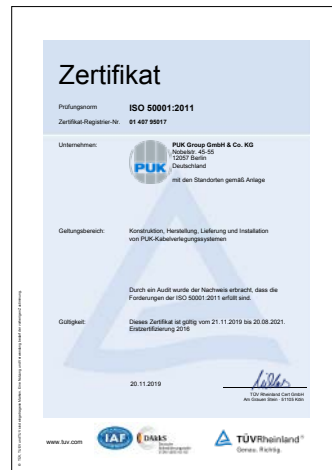 Zertifikat
Prüfungsnorm ISO 50001:2011
Zertifikat-Registrier-Nr. 01 407 95017
Unternehmen: PUK Group GmbH & Co. KG
Nobelstr. 45-55
12057 Berlin
Deutschland
mit den Standorten gemäß Anlage
PUK
Geltungsbereich: Konstruktion, Herstellung, Lieferung und Installation
von PUK-Kabelverlegungssystemen
Durch ein Audit wurde der Nachweis erbracht, dass die
Forderungen der ISO 50001:2011 erfüllt sind.
Gültigkeit: Dieses Zertifikat ist gültig vom 21.11.2019 bis 20.08.2021.
Erstzertifizierung 2016
20.11.2019
TÜV Rheinland Cert GmbH
Am Grauen Stein · 51105 Köln
www.tuv.com
IAF
DAkkS
Deutsche
Akkreditierungsstelle
TÜVRheinland®
Genau. Richtig.